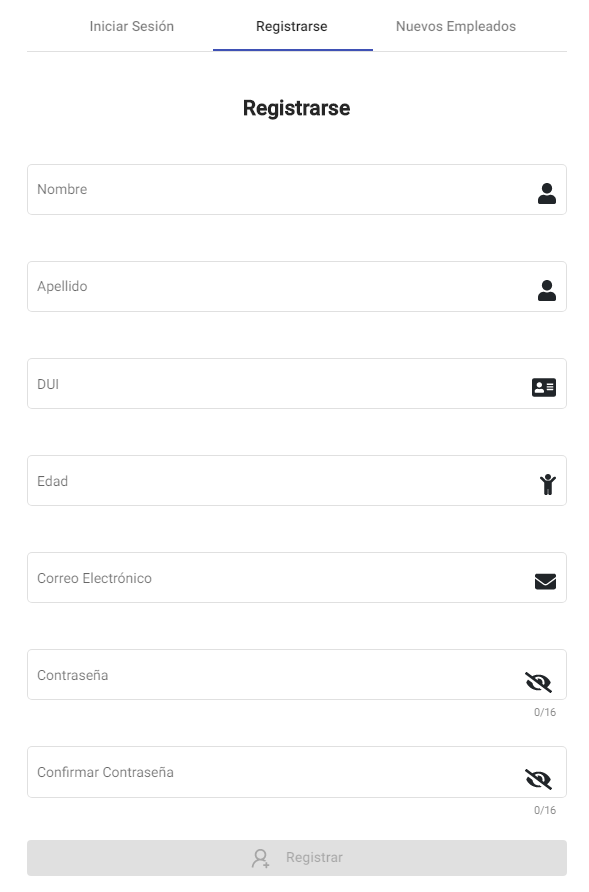 Iniciar Sesión Registrarse Nuevos Empleados
Registrarse
Nombre
Apellido
DUI
Edad
Correo Electrónico
Contraseña
0/16
Confirmar Contraseña
0/16
Registrar